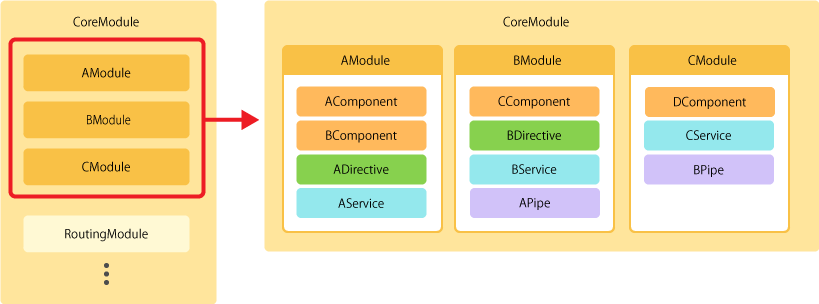 CoreModule
AModule
BModule
CModule
RoutingModule
CoreModule
AModule
AComponent
BComponent
ADirective
AService
BModule
CComponent
BDirective
BService
APipe
CModule
DComponent
CService
BPipe